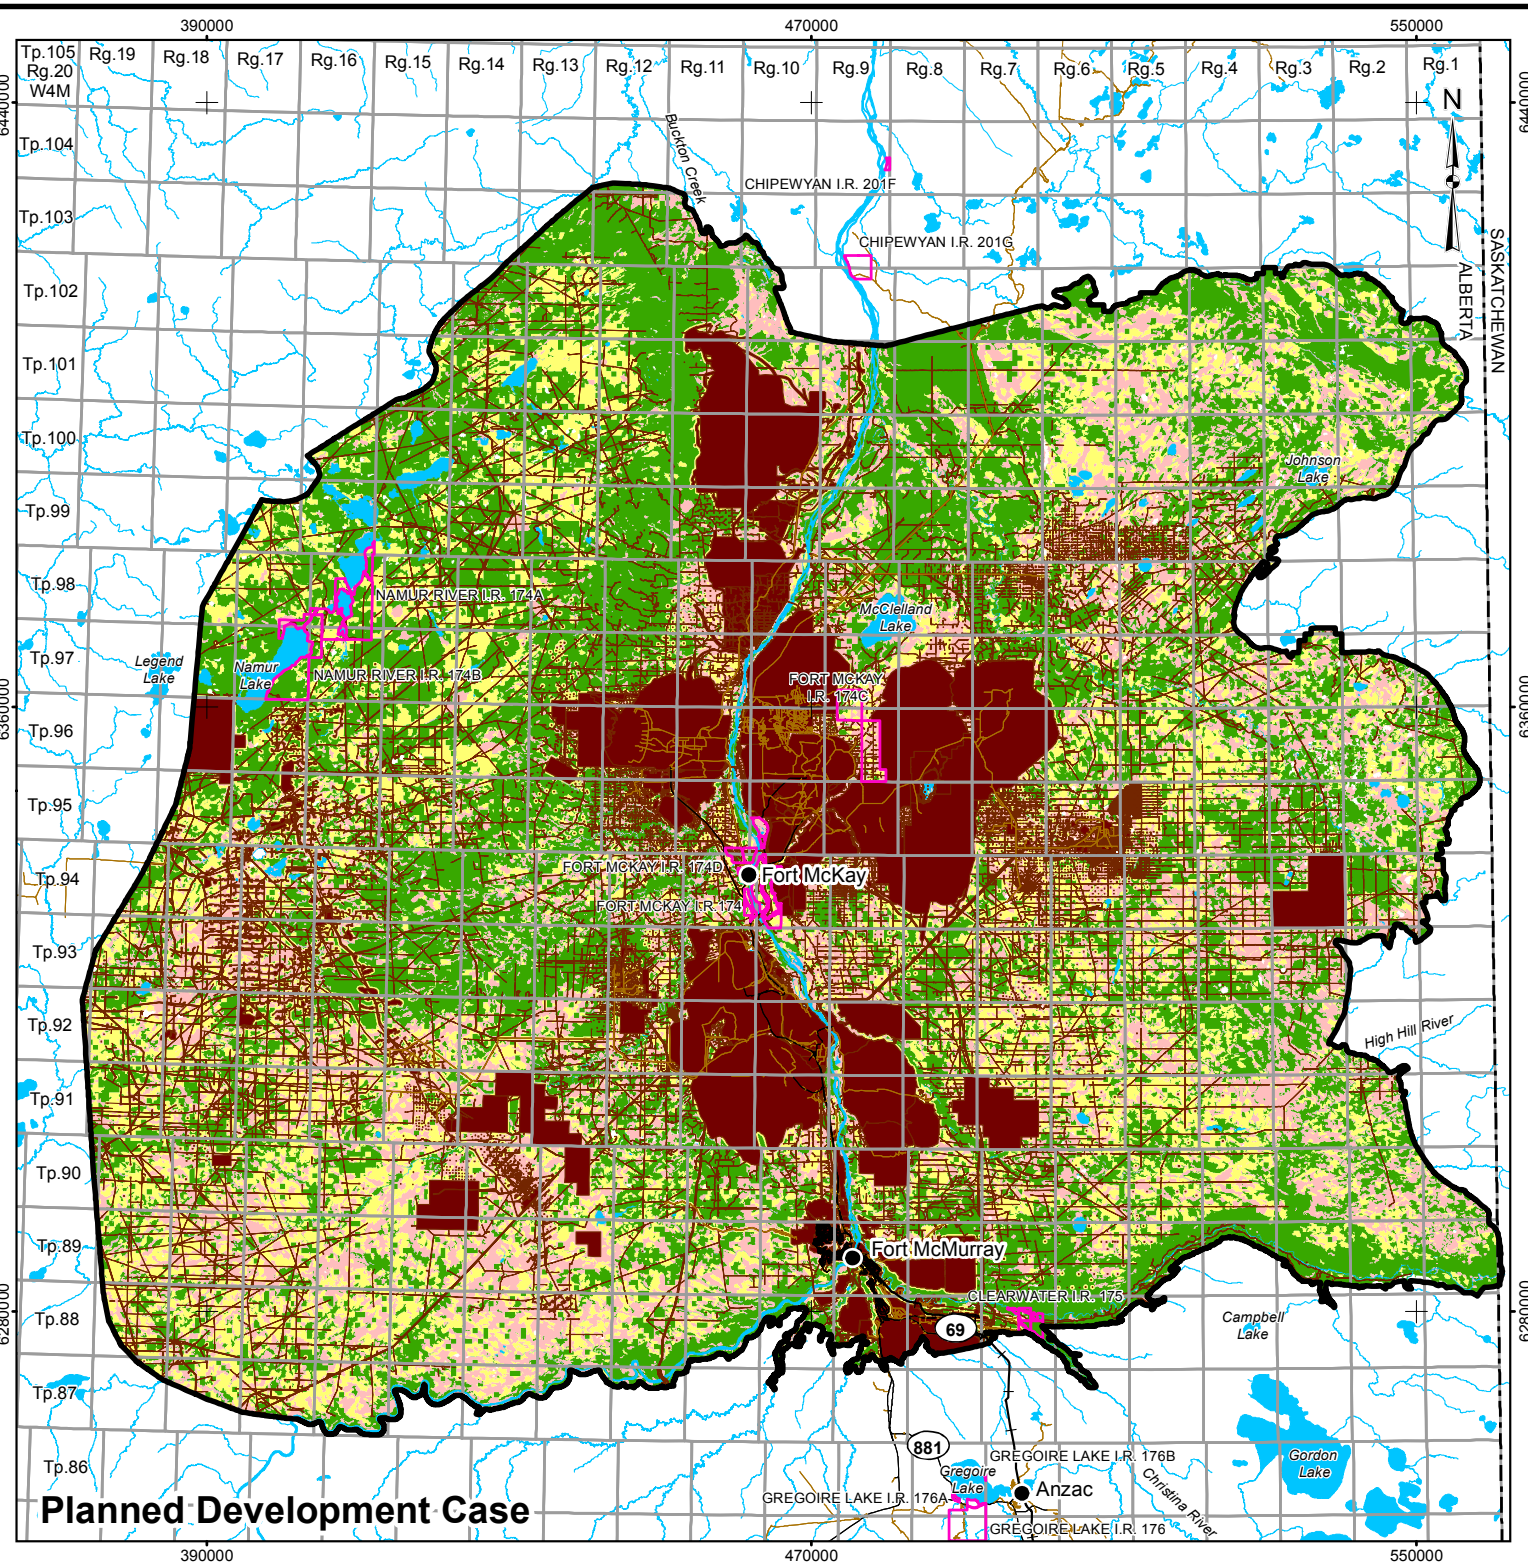 390000
470000
550000
Tp.105
Rg.20
W4M
Rg.19
Rg.18
Rg.17
Rg.16
Rg.15
Rg.14
Rg.13
Rg.12
Rg.11
Rg.10
Rg.9
Rg.8
Rg.7
Rg.6
Rg.5
Rg.4
Rg.3
Rg.2
Rg.1
6440000
6440000
N
Tp.104
Buckton Creek
CHIPEWYAN I.R. 201F
Tp.103
CHIPEWYAN I.R. 201G
SASKATCHEWAN
ALBERTA
Tp.102
Tp.101
Tp.100
Johnson
Lake
Tp.99
Tp.98
NAMUR RIVER I.R. 174A
McClelland
Lake
Tp.97
Legend
Lake
Namur
Lake
NAMUR RIVER I.R. 174B
FORT MCKAY
I.R. 174C
6360000
6360000
Tp.96
Tp.95
Tp.94
FORT MCKAY I.R. 174D
Fort McKay
FORT MCKAY I.R.174
Tp.93
Tp.92
High Hill River
Tp.91
Tp.90
Tp.89
Fort McMurray
CLEARWATER I.R. 175
6280000
6280000
Tp.88
69
Campbell
Lake
Tp.87
881
GREGOIRE LAKE I.R. 176B
Gordon
Lake
Tp.86
Gregoire
Lake
Anzac
Christina River
GREGOIRE LAKE I.R. 176A
GREGOIRE LAKE I.R. 176
Planned Development Case
390000
470000
550000